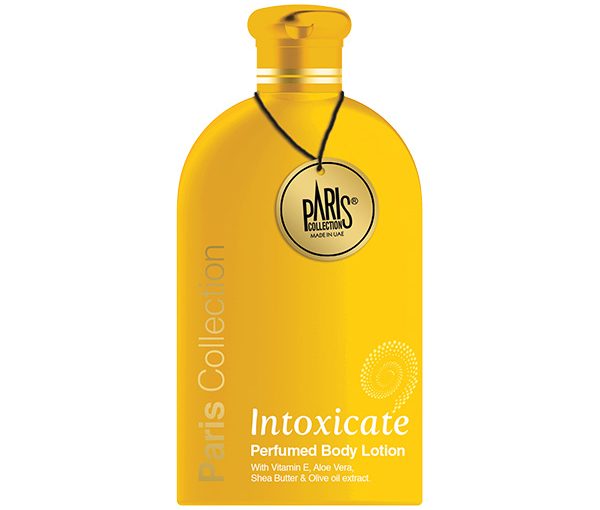 PARIS®
COLLECTION
MADE IN UAE
Paris Collection
Intoxicate
Perfumed Body Lotion
With Vitamin E, Aloe Vera,
Shea Butter & Olive oil extract